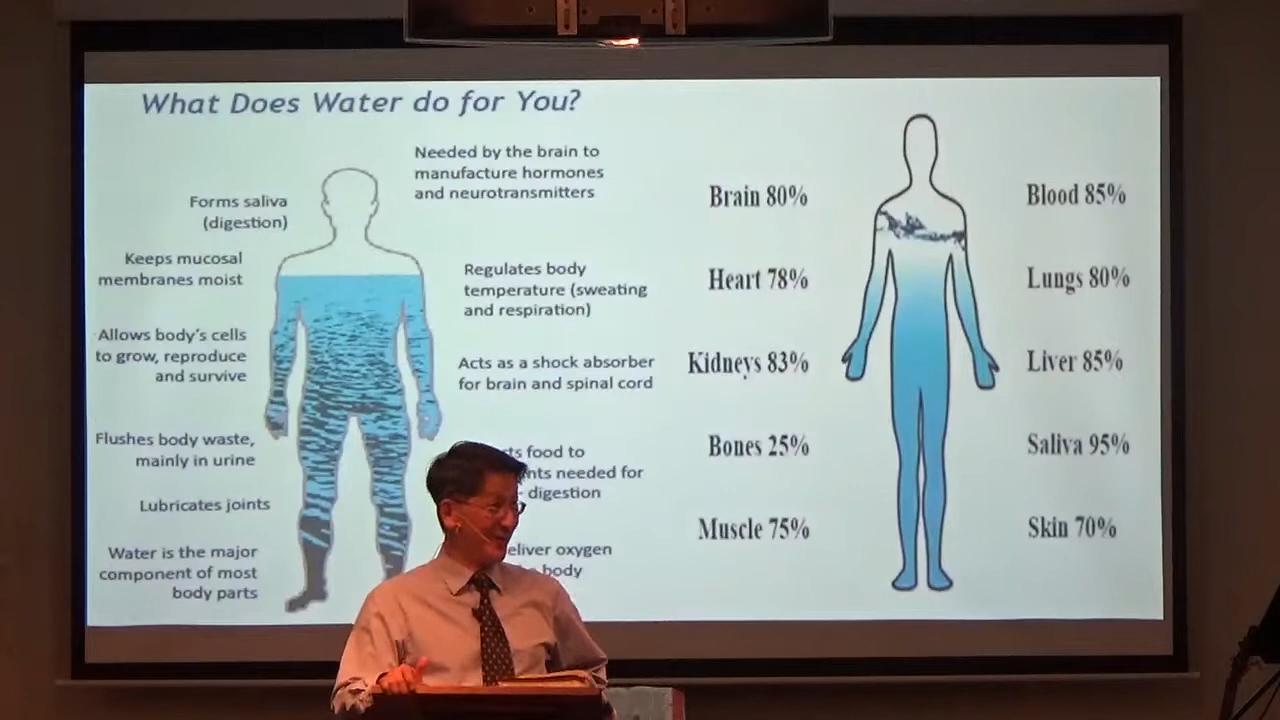 What Does Water do for You?
Needed by the brain to
manufacture hormones
and neurotransmitters
Forms saliva
(digestion)
Keeps mucosal
membranes moist
Regulates body
temperature (sweating
and respiration)
Allows body's cells
to grow, reproduce
and survive
Acts as a shock absorber
for brain and spinal cord
Flushes body waste,
mainly in urine
food to
needed for
digestion
Lubricates joints
Water is the major
component of most
body parts
oxygen
body
Brain 80%
Heart 78%
Kidneys 83%
Bones 25%
Muscle 75%
Blood 85%
Lungs 80%
Liver 85%
Saliva 95%
Skin 70%